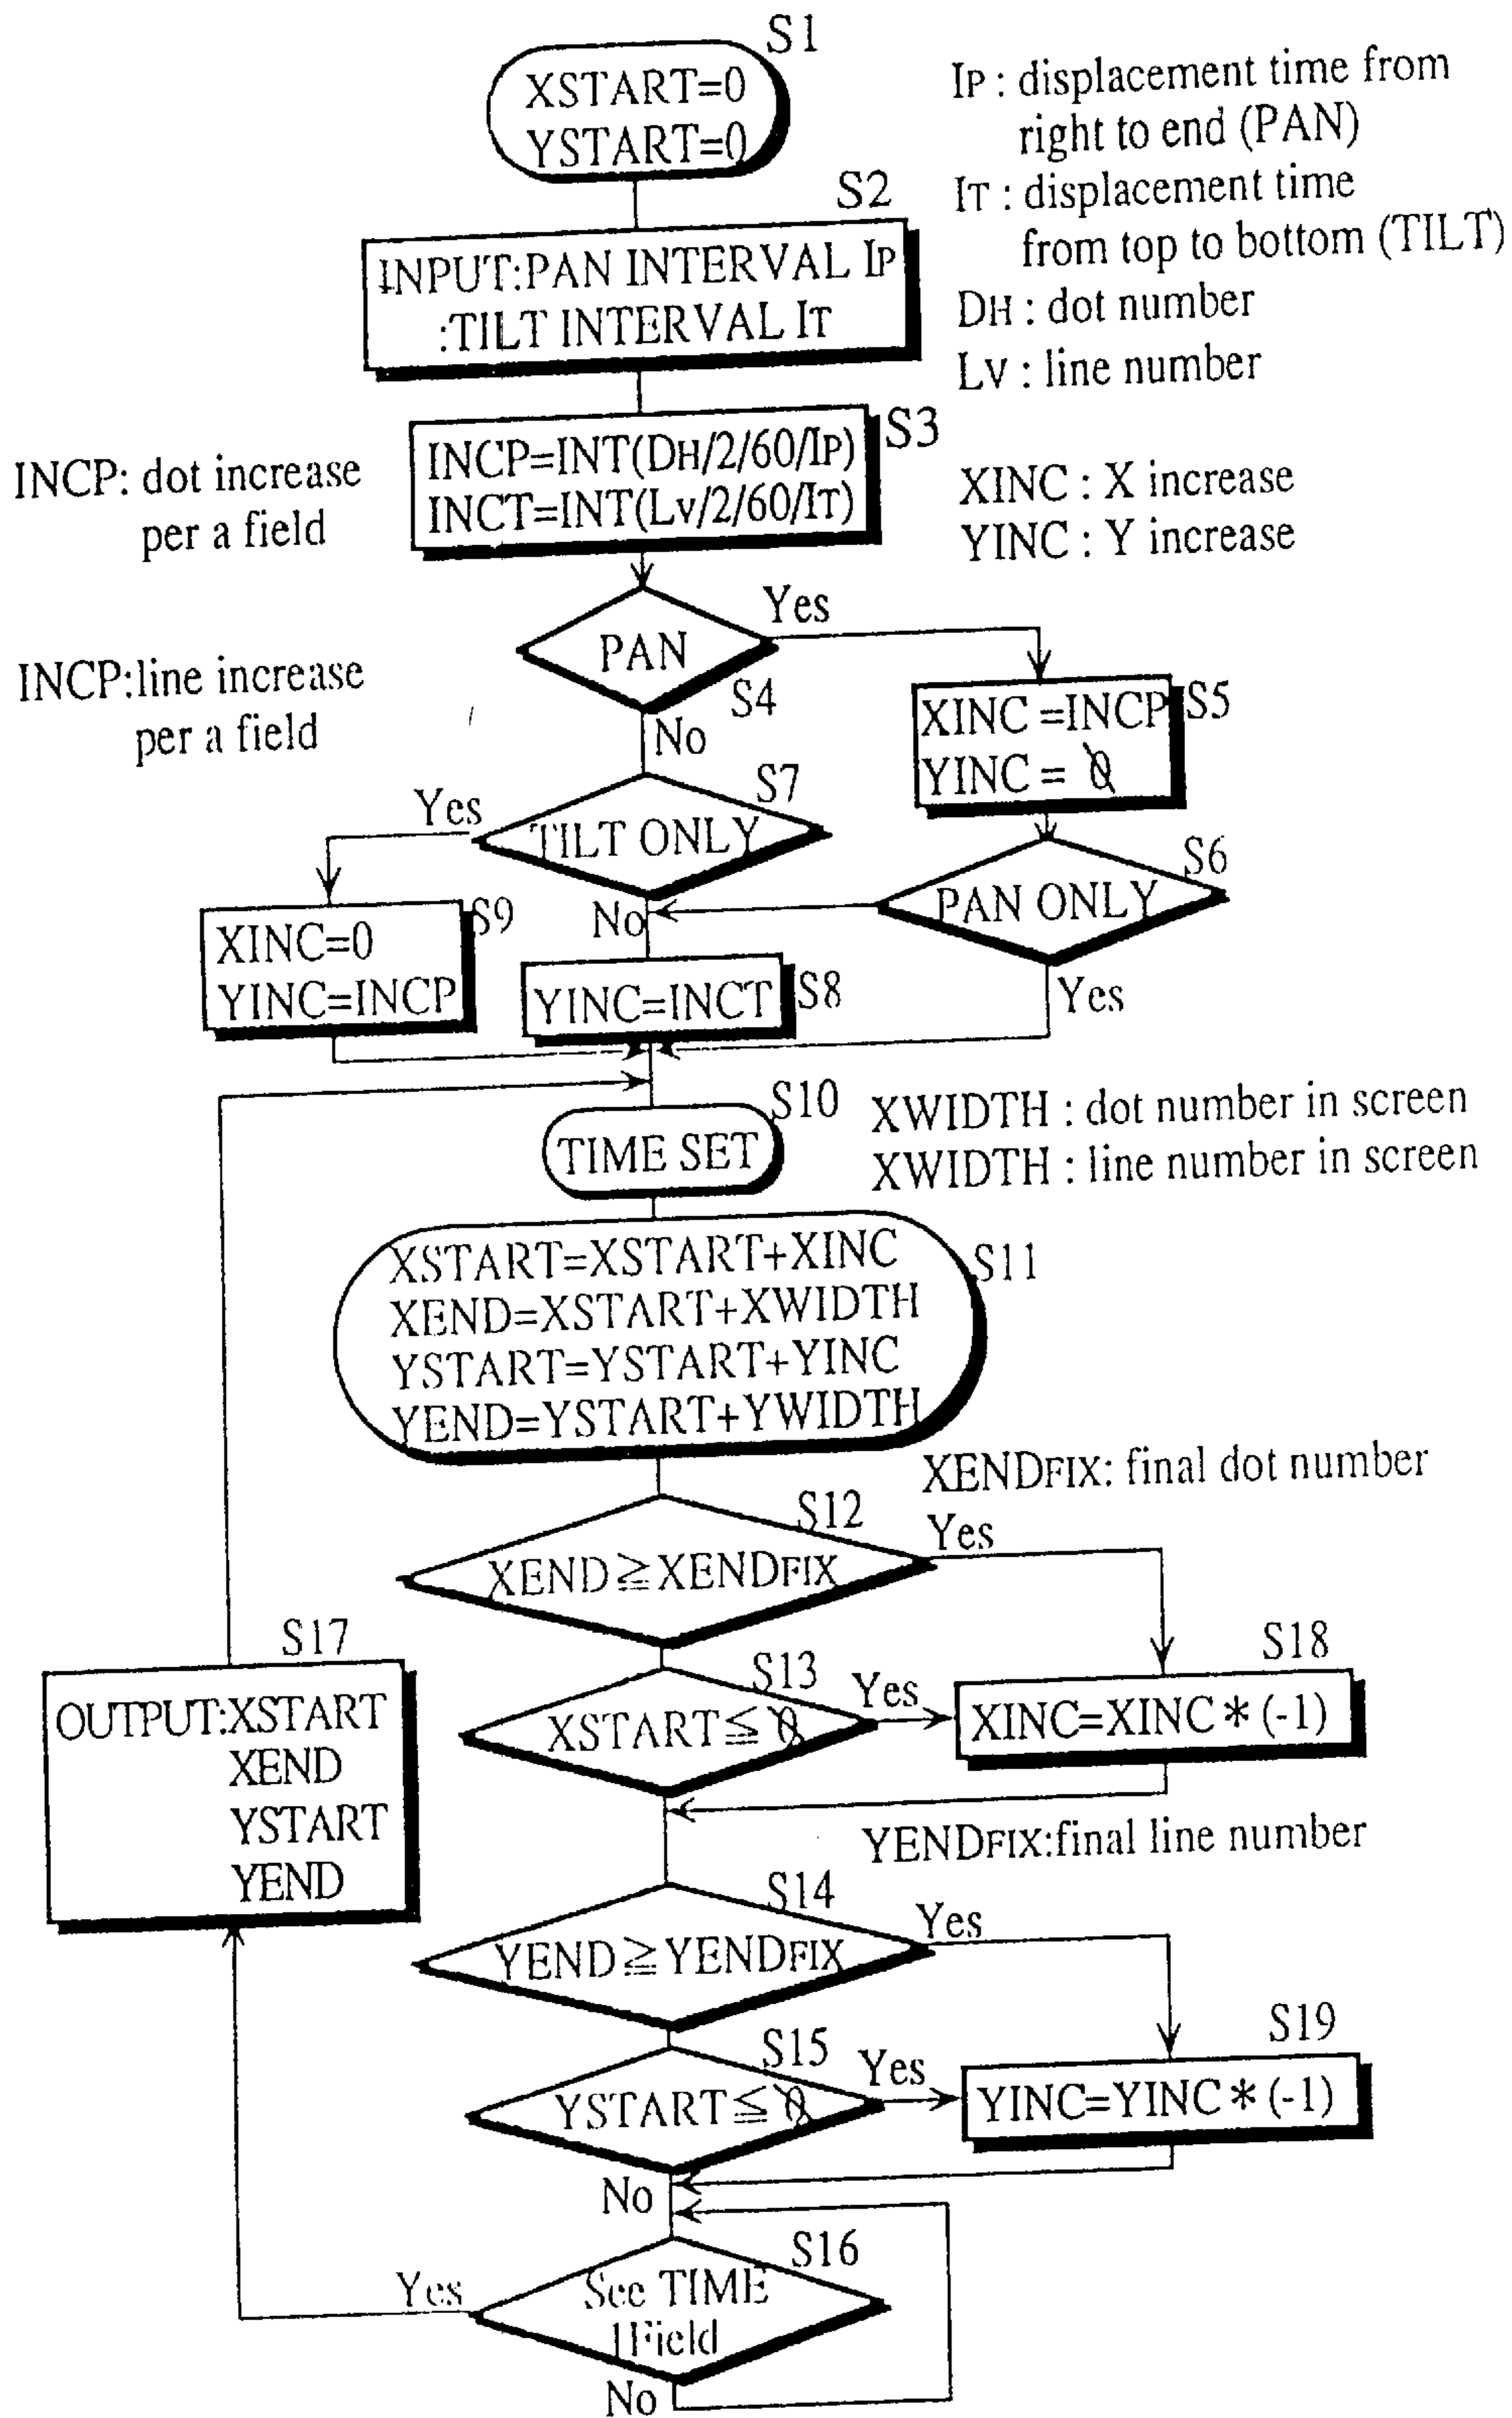 S1
XSTART=0
YSTART=0
IP : displacement time from
right to end (PAN)
IT : displacement time
from top to bottom (TILT)
DH : dot number
LV : line number
S2
INPUT:PAN INTERVAL IP
:TILT INTERVAL IT
S3
INCP=INT(DH/2/60/IP)
INCT=INT(LV/2/60/IT)
INCP: dot increase
per a field
XINC : X increase
YINC : Y increase
PAN
Yes
S4
No
INCP:line increase
per a field
S5
XINC =INCP
YINC = 0
S7
Yes
TILT ONLY
No
S6
PAN ONLY
Yes
S9
XINC=0
YINC=INCP
YINC=INCT
S8
S10
TIME SET
XWIDTH : dot number in screen
XWIDTH : line number in screen
S11
XSTART=XSTART+XINC
XEND=XSTART+XWIDTH
YSTART=YSTART+YINC
YEND=YSTART+YWIDTH
XENDFIX: final dot number
S12
Yes
XEND≧XENDFIX
S17
OUTPUT:XSTART
XEND
YSTART
YEND
S13
Yes
XSTART≦0
S18
XINC=XINC*(-1)
YENDFIX:final line number
S14
Yes
YEND≧YENDFIX
S15
Yes
YSTART≦0
No
S19
YINC=YINC*(-1)
S16
Yes
See TIME
1Field
No